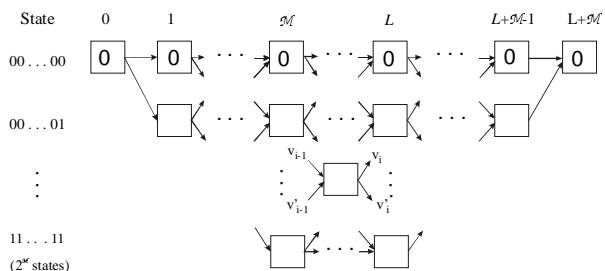 State 0 1 ℳ L L+ℳ-1 L+ℳ
00 . . . 00 0 0 . . . 0 . . . 0 . . . 0 0
00 . . . 01 . . . . . . . . .
v_{i-1} v_i
v'_{i-1} v'_i
11 . . . 11 . . .
(2^ℳ states)